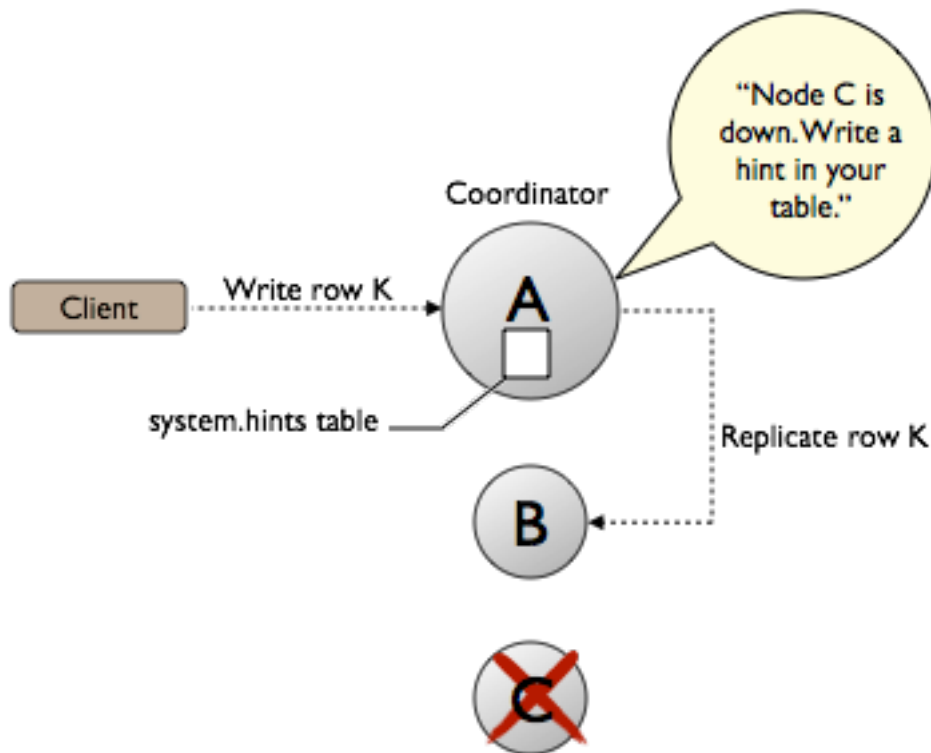 “Node C is
down. Write a
hint in your
table.”
Coordinator
Client
Write row K
A
system.hints table
Replicate row K
B
C